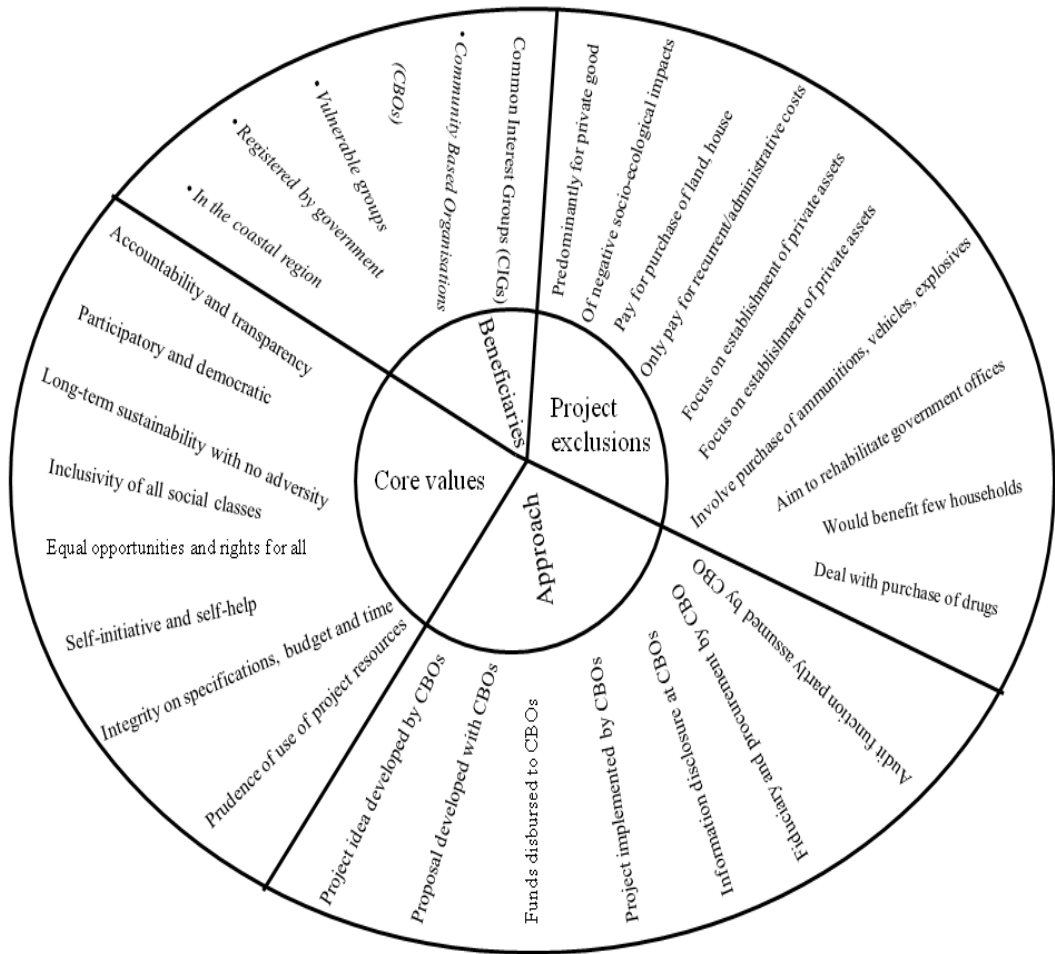 Beneficiaries
Common Interest Groups (CIGs)
• Community Based Organisations
(CBOs)
• Vulnerable groups
• Registered by government
• In the coastal region
Project
exclusions
Predominantly for private good
Of negative socio-ecological impacts
Pay for purchase of land, house
Only pay for recurrent/administrative costs
Focus on establishment of private assets
Focus on establishment of private assets
Involve purchase of ammunitions, vehicles, explosives
Aim to rehabilitate government offices
Would benefit few households
Deal with purchase of drugs
Approach
Project idea developed by CBOs
Proposal developed with CBOs
Funds disbursed to CBOs
Project implemented by CBOs
Information disclosure at CBOs
Fiduciary and procurement by CBO
Audit function partly assumed by CBO
Core values
Accountability and transparency
Participatory and democratic
Long-term sustainability with no adversity
Inclusivity of all social classes
Equal opportunities and rights for all
Self-initiative and self-help
Integrity on specifications, budget and time
Prudence of use of project resources